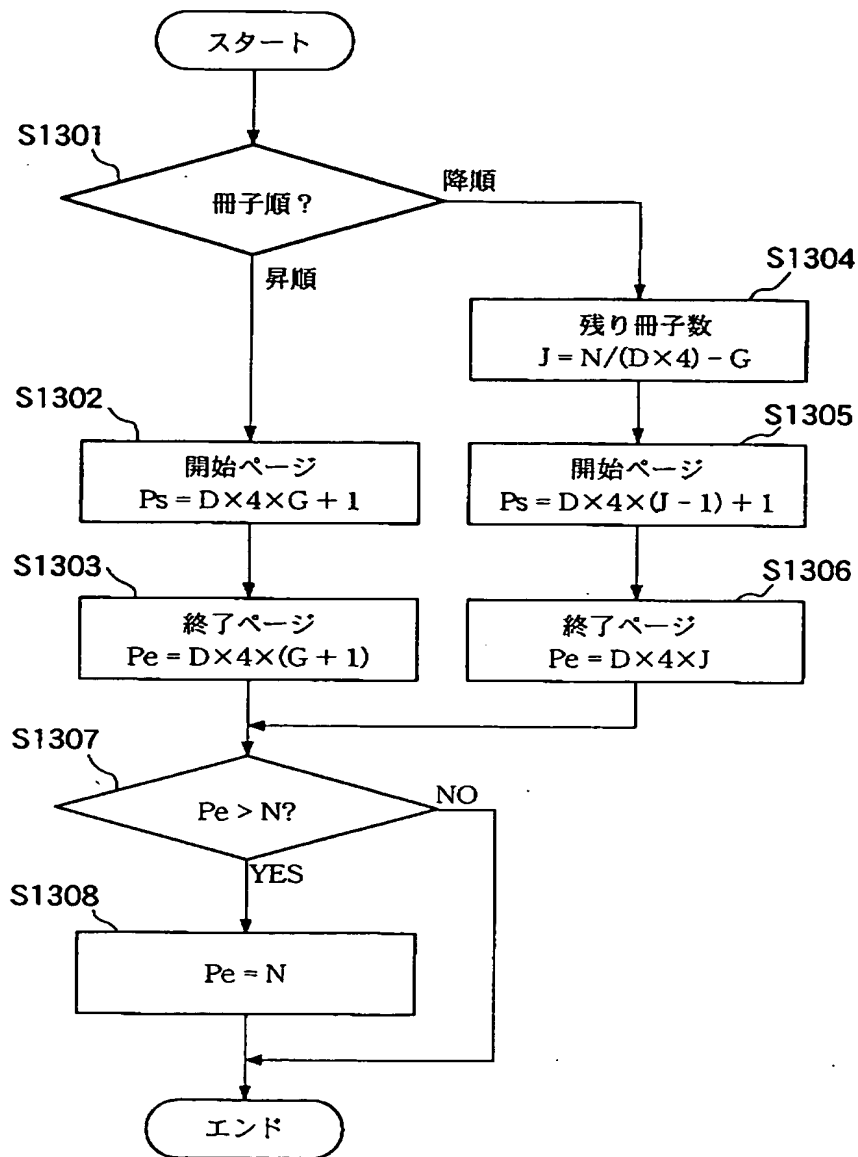 スタート
S1301
冊子順？
降順
昇順
S1304
残り冊子数
J = N/(D×4) - G
S1302
開始ページ
Ps = D×4×G + 1
S1305
開始ページ
Ps = D×4×(J - 1) + 1
S1303
終了ページ
Pe = D×4×(G + 1)
S1306
終了ページ
Pe = D×4×J
S1307
Pe > N?
NO
YES
S1308
Pe = N
エンド